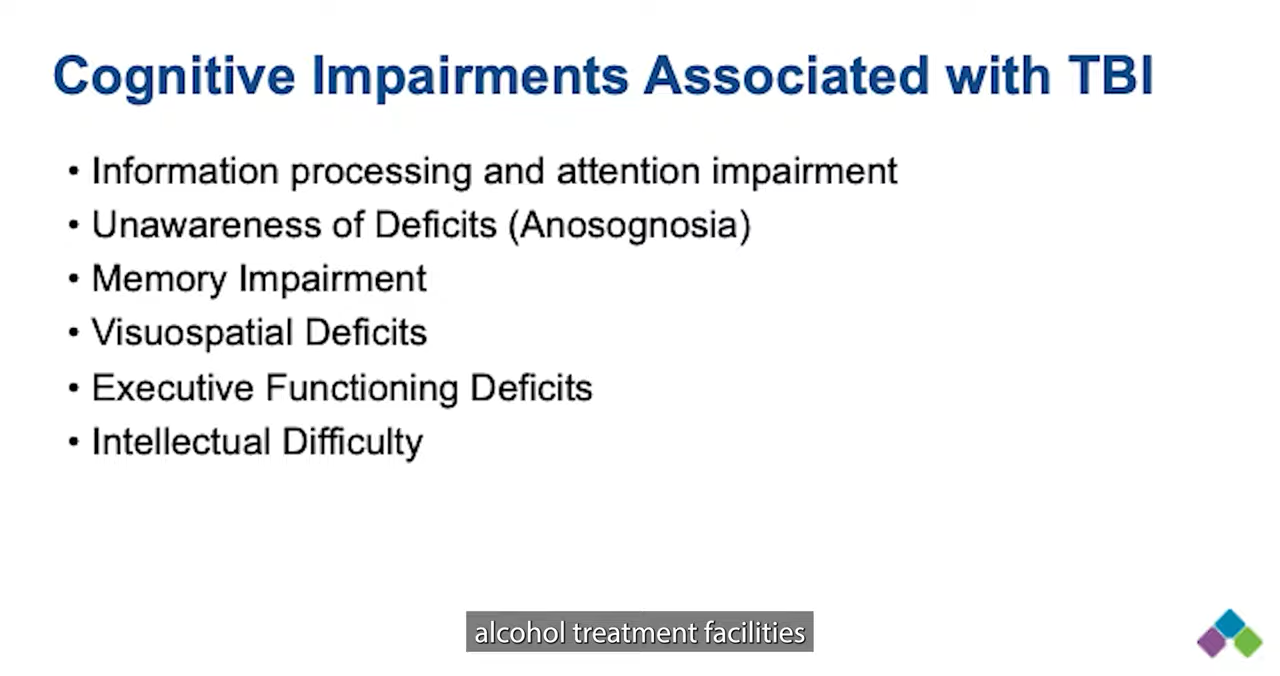 Cognitive Impairments Associated with TBI
• Information processing and attention impairment
• Unawareness of Deficits (Anosognosia)
• Memory Impairment
• Visuospatial Deficits
• Executive Functioning Deficits
• Intellectual Difficulty
alcohol treatment facilities